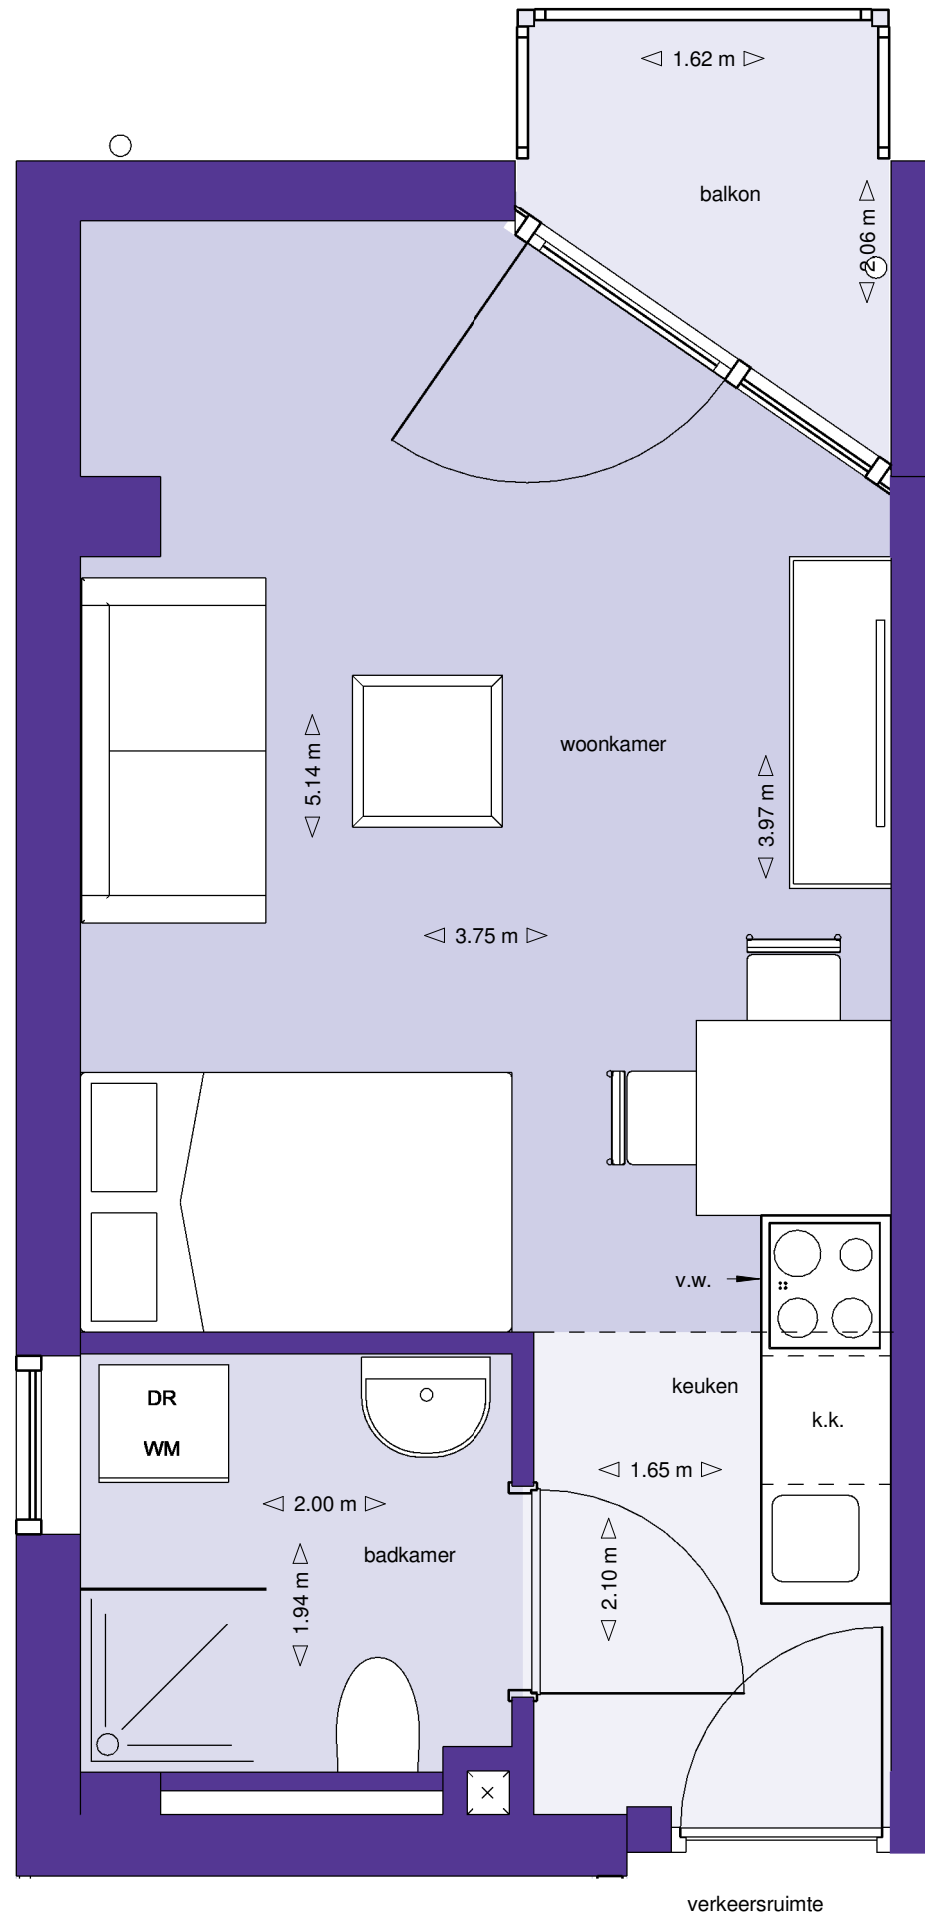 1.62 m
balkon
2.06 m
woonkamer
5.14 m
3.97 m
3.75 m
v.w.
keuken
DR
WM
k.k.
1.65 m
2.00 m
badkamer
1.94 m
2.10 m
verkeersruimte